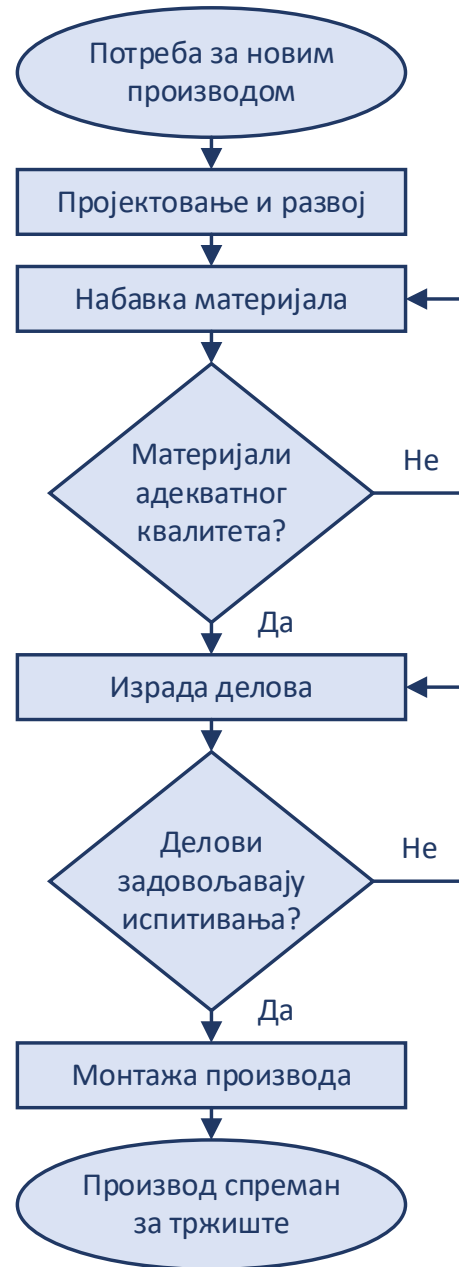 Потреба за новим
производом
Пројектовање и развој
Набавка материјала
Материјали
адекватног
квалитета?
Не
Да
Израда делова
Делови
задовољавају
испитивања?
Не
Да
Монтажа производа
Производ спреман
за тржиште